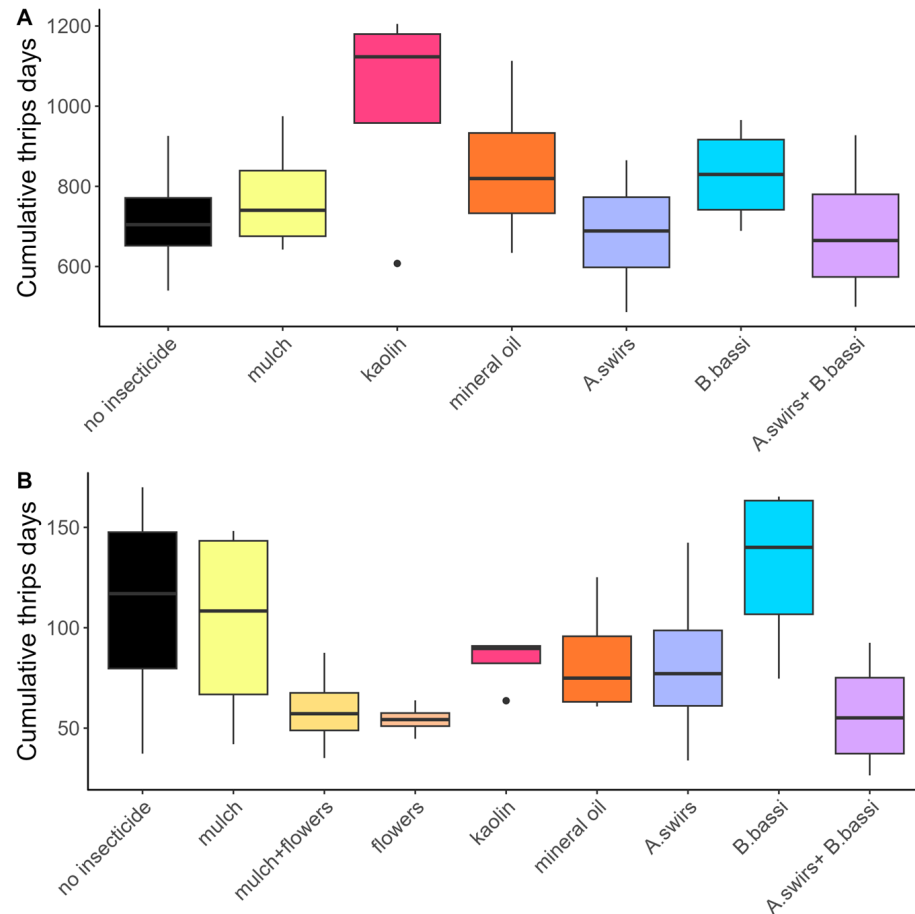 A
Cumulative thrips days
1200
1000
800
600
no insecticide
mulch
kaolin
mineral oil
A.swirs
B.bassi
A.swirs+ B.bassi
B
Cumulative thrips days
150
100
50
no insecticide
mulch
mulch+flowers
flowers
kaolin
mineral oil
A.swirs
B.bassi
A.swirs+ B.bassi